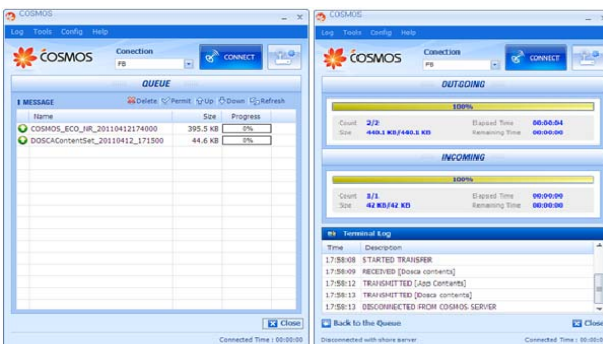 COSMOS
Log Tools Config Help
COSMOS
Conection
FB
CONNECT
QUEUE
MESSAGE
Delete Permit Up Down Refresh
Name Size Progress
COSMOS_ECO_NR_20110412174000 395.5 KB 0%
DOSCAContentSet_20110412_171500 44.6 KB 0%
Close
Connected Time : 00:00:00
COSMOS
Log Tools Config Help
COSMOS
Conection
FB
CONNECT
OUTGOING
100%
Count 2/2 Elapsed Time 00:00:04
Size 440.1 KB/440.1 KB Remaining Time 00:00:00
INCOMING
100%
Count 1/1 Elapsed Time 00:00:00
Size 42 KB/42 KB Remaining Time 00:00:00
Terminal Log
Time Description
17:58:08 STARTED TRANSFER
17:58:09 RECEIVED [Dosca contents]
17:58:12 TRANSMITTED [App Contents]
17:58:13 TRANSMITTED [Dosca contents]
17:58:13 DISCONNECTED FROM COSMOS SERVER
Back to the Queue Close
Disconnected with shore server Connected Time : 00:00:0